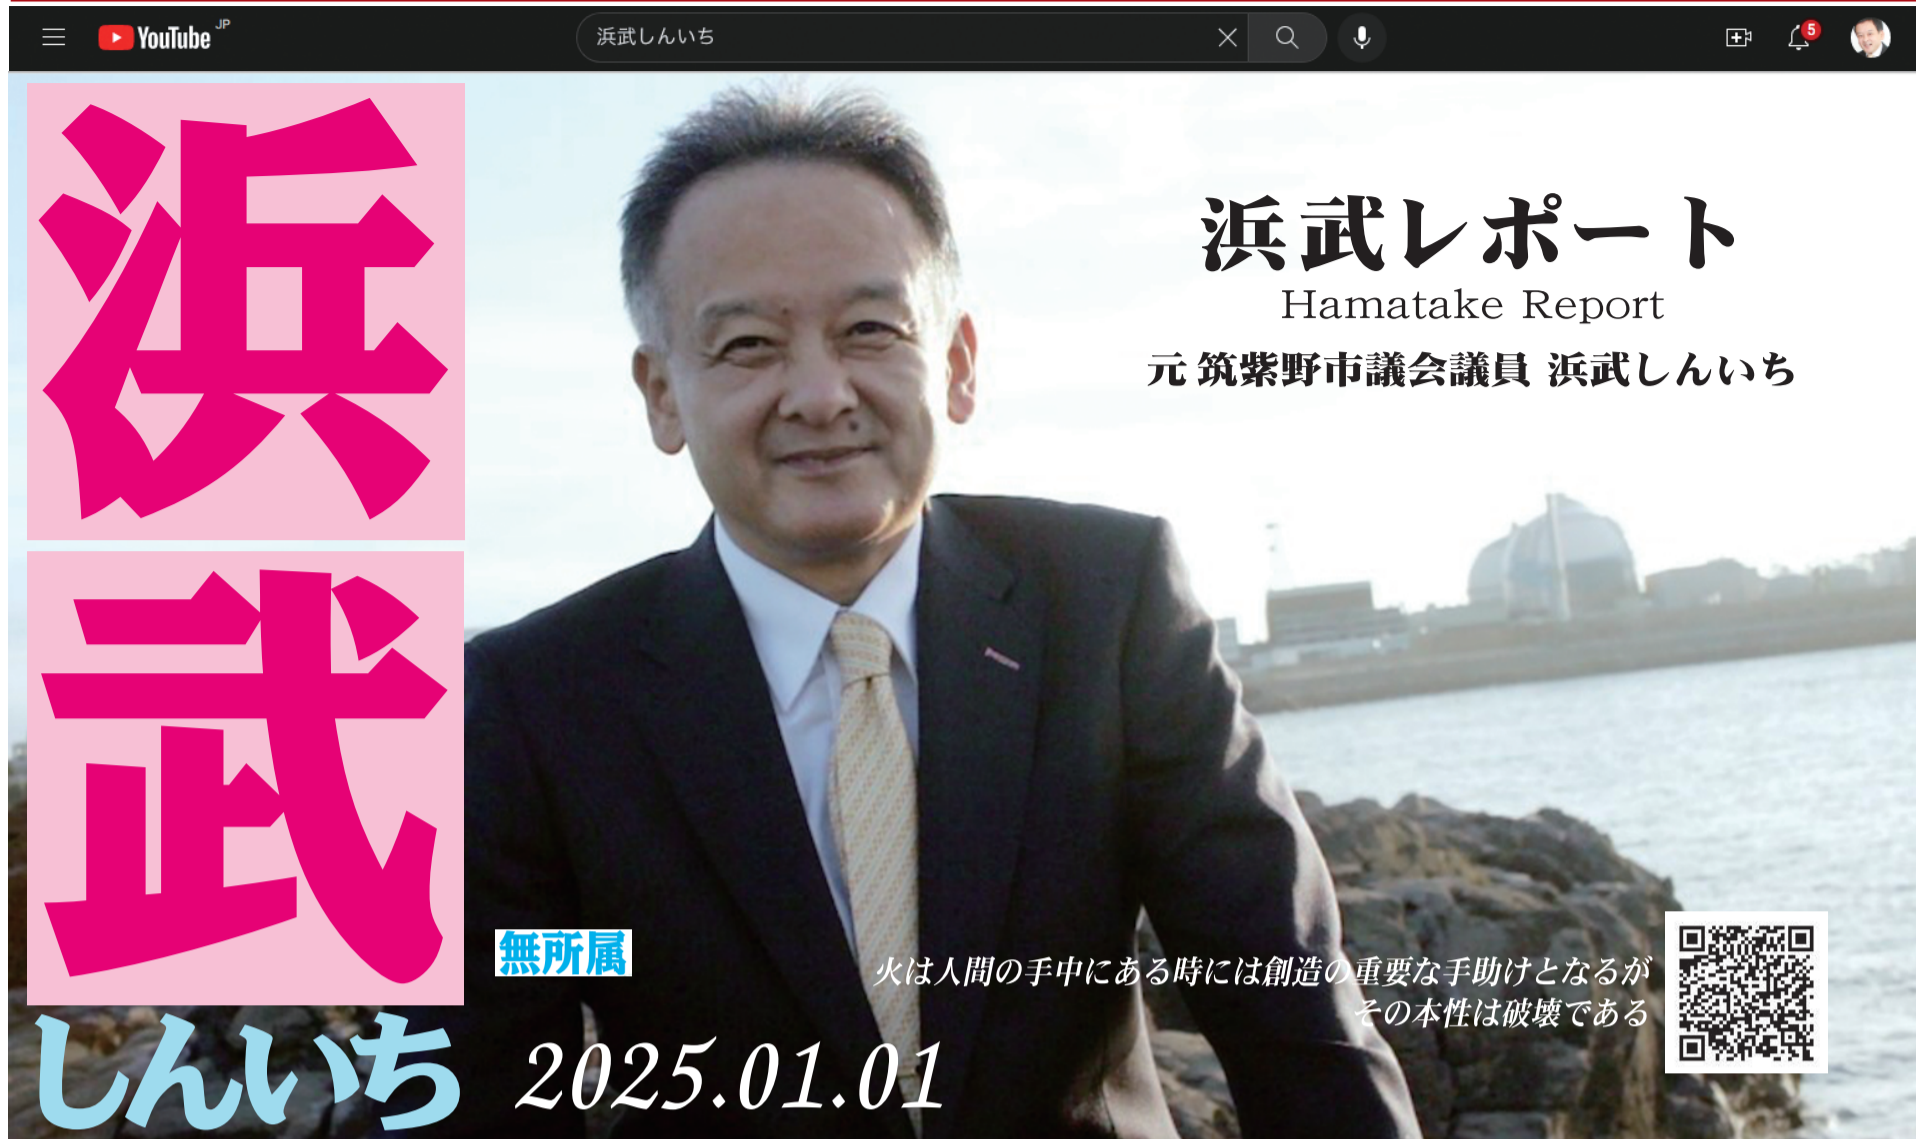 YouTube JP
浜武しんいち
5
浜武
しんいち
浜武レポート
Hamatake Report
元 筑紫野市議会議員 浜武しんいち
無所属
火は人間の手中にある時には創造の重要な手助けとなるが
その本性は破壊である
2025.01.01